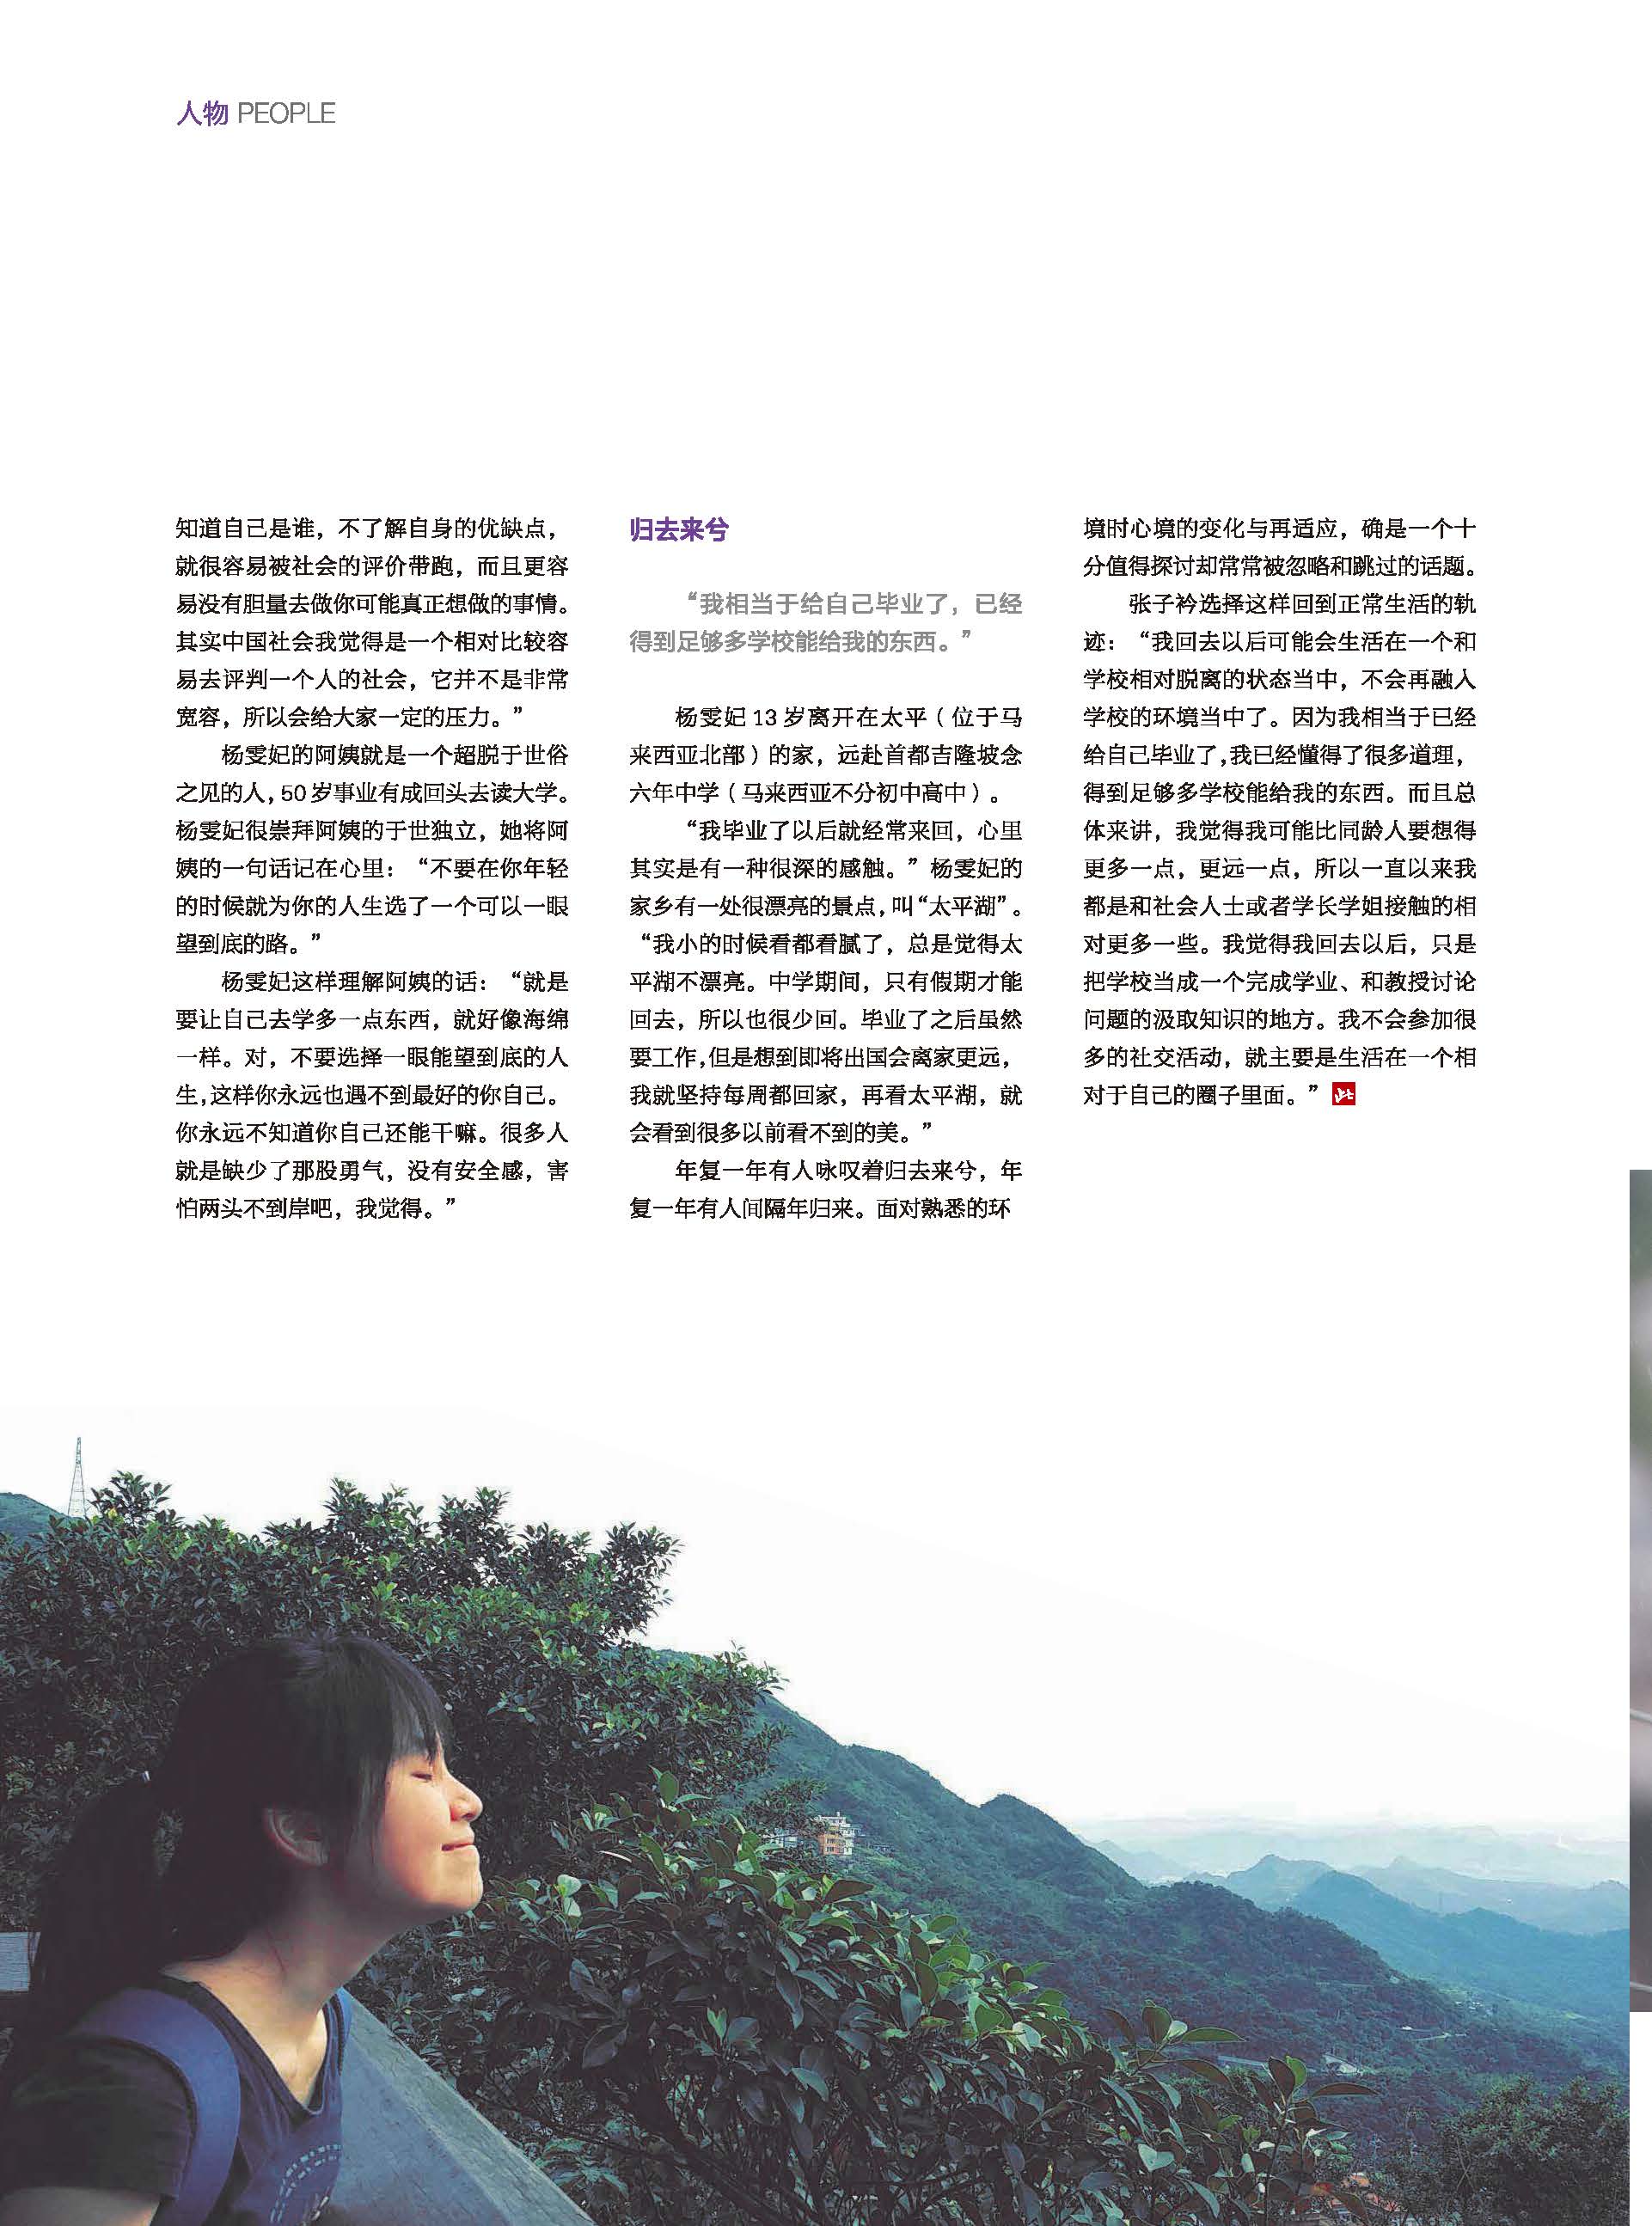 人物 PEOPLE
知道自己是谁，不了解自身的优缺点，
就很容易被社会的评价带跑，而且更容
易没有胆量去做你可能真正想做的事情。
其实中国社会我觉得是一个相对比较容
易去评判一个人的社会，它并不是非常
宽容，所以会给大家一定的压力。”
杨雯妃的阿姨就是一个超脱于世俗
之见的人，50 岁事业有成回头去读大学。
杨雯妃很崇拜阿姨的于世独立，她将阿
姨的一句话记在心里：“不要在你年轻
的时候就为你的人生选了一个可以一眼
望到底的路。”
杨雯妃这样理解阿姨的话：“就是
要让自己去学多一点东西，就好像海绵
一样。对，不要选择一眼能望到底的人
生，这样你永远也遇不到最好的你自己。
你永远不知道你自己还能干嘛。很多人
就是缺少了那股勇气，没有安全感，害
怕两头不到岸吧，我觉得。”
归去来兮
“我相当于给自己毕业了，已经
得到足够多学校能给我的东西。”
杨雯妃 13 岁离开在太平（位于马
来西亚北部）的家，远赴首都吉隆坡念
六年中学（马来西亚不分初中高中）。
“我毕业了以后就经常来回，心里
其实是有一种很深的感触。”杨雯妃的
家乡有一处很漂亮的景点，叫“太平湖”。
“我小的时候看都看腻了，总是觉得太
平湖不漂亮。中学期间，只有假期才能
回去，所以也很少回。毕业了之后虽然
要工作，但是想到即将出国会离家更远，
我就坚持每周都回家，再看太平湖，就
会看到很多以前看不到的美。”
年复一年有人咏叹着归去来兮，年
复一年有人间隔年归来。面对熟悉的环
境时心境的变化与再适应，确是一个十
分值得探讨却常常被忽略和跳过的话题。
张子衿选择这样回到正常生活的轨
迹：“我回去以后可能会生活在一个和
学校相对脱离的状态当中，不会再融入
学校的环境当中了。因为我相当于已经
给自己毕业了，我已经懂得了很多道理，
得到足够多学校能给我的东西。而且总
体来讲，我觉得我可能比同龄人要想得
更多一点，更远一点，所以一直以来我
都是和社会人士或者学长学姐接触的相
对更多一些。我觉得我回去以后，只是
把学校当成一个完成学业、和教授讨论
问题的汲取知识的地方。我不会参加很
多的社交活动，就主要是生活在一个相
对于自己的圈子里面。”